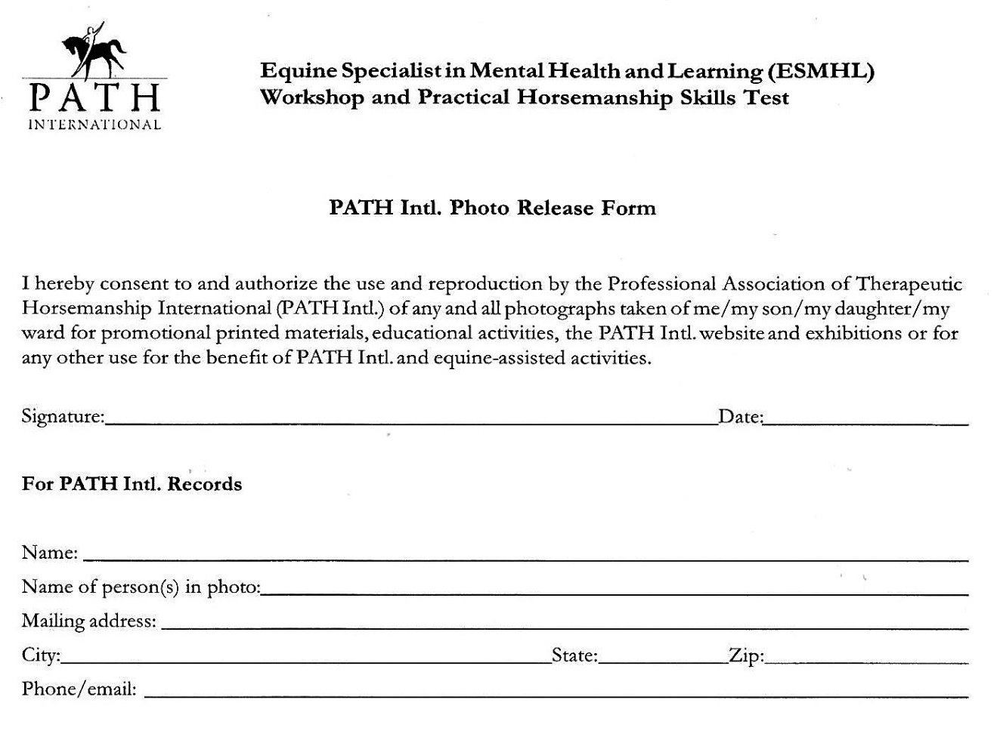 PATH
INTERNATIONAL
Equine Specialist in Mental Health and Learning (ESMHL)
Workshop and Practical Horsemanship Skills Test
PATH Intl. Photo Release Form
I hereby consent to and authorize the use and reproduction by the Professional Association of Therapeutic
Horsemanship International (PATH Intl.) of any and all photographs taken of me/my son/my daughter/my
ward for promotional printed materials, educational activities, the PATH Intl. website and exhibitions or for
any other use for the benefit of PATH Intl. and equine-assisted activities.
Signature: Date:
For PATH Intl. Records
Name:
Name of person(s) in photo:
Mailing address:
City: State: Zip:
Phone/email: